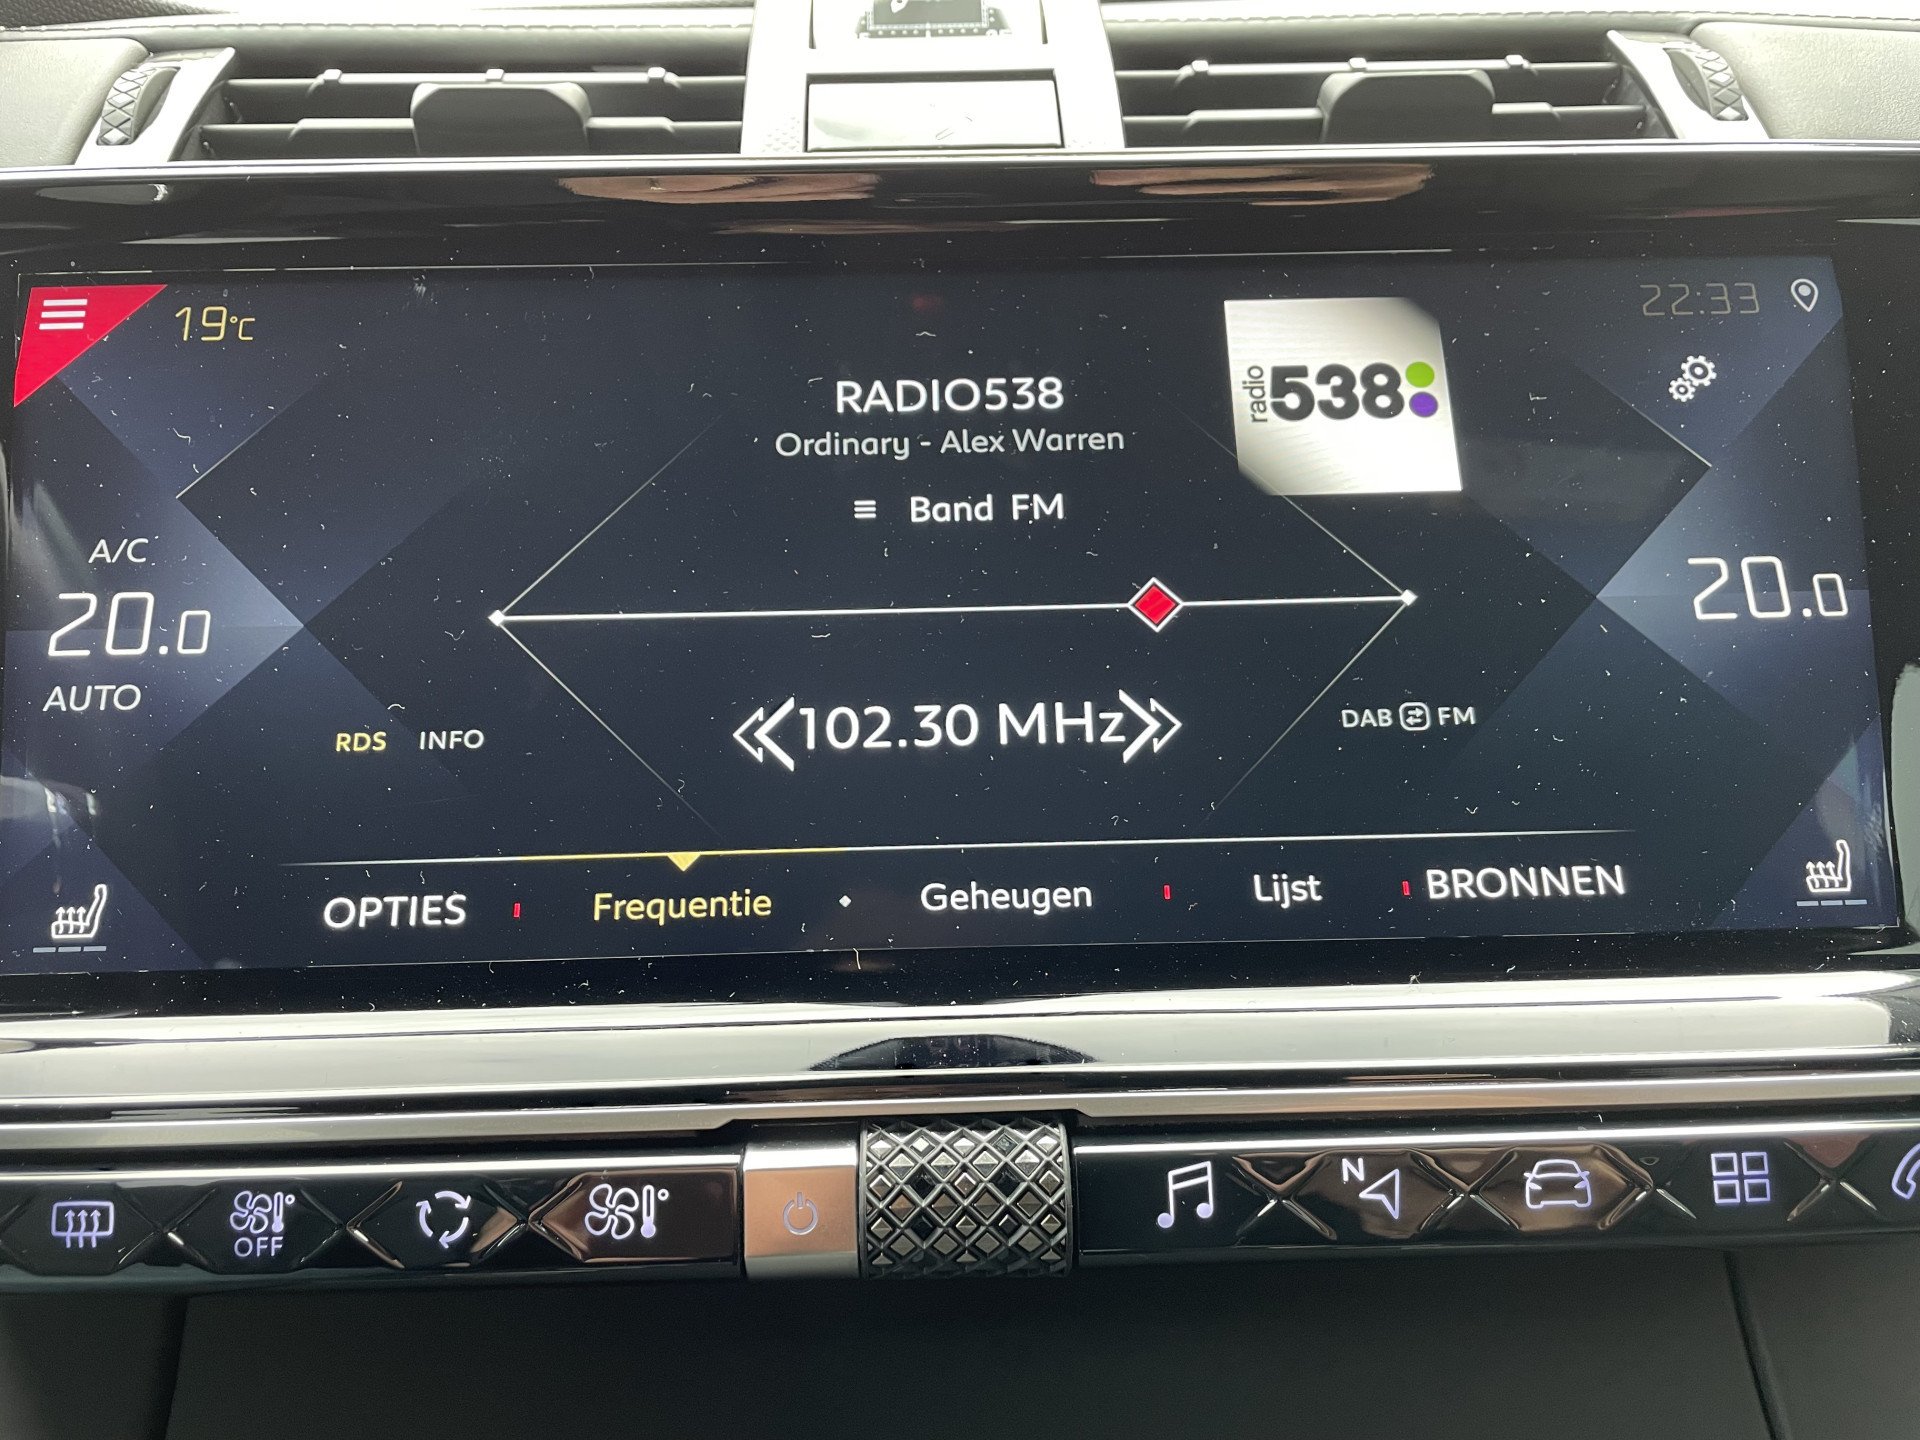 19°C
22:33
RADIO538
Ordinary - Alex Warren
radio 538
Band FM
A/C
20.0
AUTO
20.0
RDS INFO
102.30 MHz
DAB FM
OPTIES Frequentie Geheugen Lijst BRONNEN
OFF
N